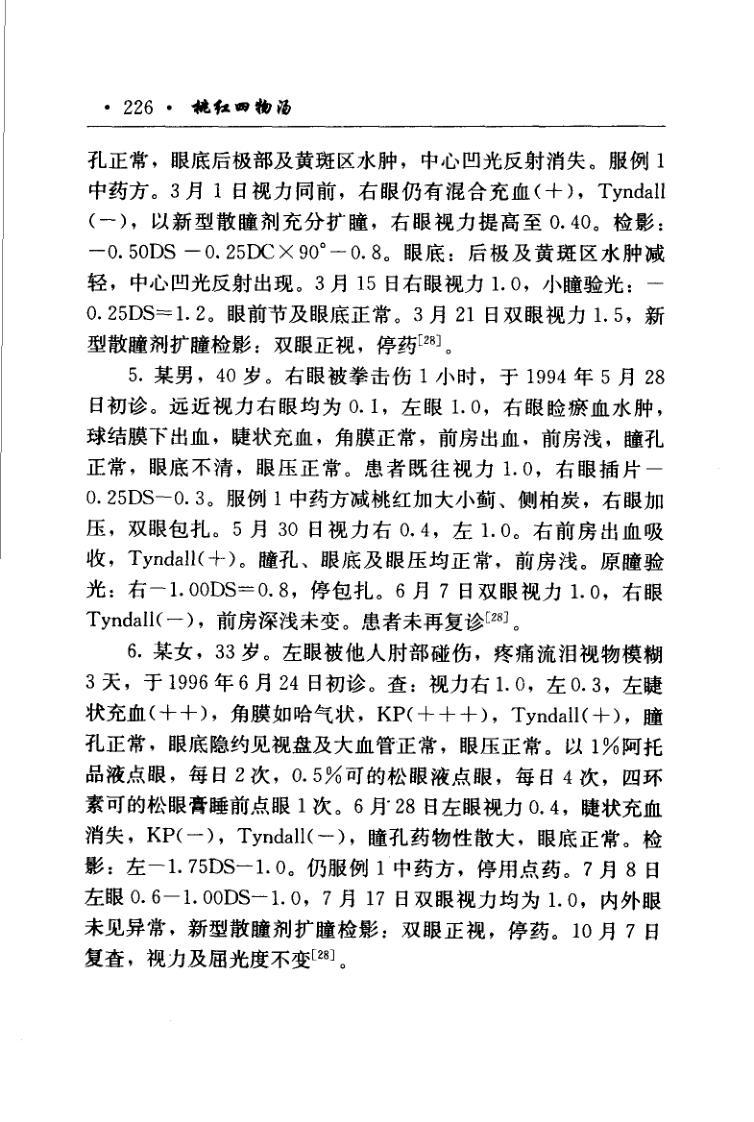 · 226 · 桃红四物汤
孔正常，眼底后极部及黄斑区水肿，中心凹光反射消失。服例 1
中药方。3 月 1 日视力同前，右眼仍有混合充血(＋)，Tyndall
(－)，以新型散瞳剂充分扩瞳，右眼视力提高至 0.40。检影：
－0.50DS －0.25DC×90°－0.8。眼底：后极及黄斑区水肿减
轻，中心凹光反射出现。3 月 15 日右眼视力 1.0，小瞳验光：－
0.25DS＝1.2。眼前节及眼底正常。3 月 21 日双眼视力 1.5，新
型散瞳剂扩瞳检影：双眼正视，停药[28]。
5. 某男，40 岁。右眼被拳击伤 1 小时，于 1994 年 5 月 28
日初诊。远近视力右眼均为 0.1，左眼 1.0，右眼睑瘀血水肿，
球结膜下出血，睫状充血，角膜正常，前房出血，前房浅，瞳孔
正常，眼底不清，眼压正常。患者既往视力 1.0，右眼插片－
0.25DS－0.3。服例 1 中药方减桃红加大小蓟、侧柏炭，右眼加
压，双眼包扎。5 月 30 日视力右 0.4，左 1.0。右前房出血吸
收，Tyndall(＋)。瞳孔、眼底及眼压均正常，前房浅。原瞳验
光：右－1.00DS＝0.8，停包扎。6 月 7 日双眼视力 1.0，右眼
Tyndall(－)，前房深浅未变。患者未再复诊[28]。
6. 某女，33 岁。左眼被他人肘部碰伤，疼痛流泪视物模糊
3 天，于 1996 年 6 月 24 日初诊。查：视力右 1.0，左 0.3，左睫
状充血(＋＋)，角膜如哈气状，KP(＋＋＋)，Tyndall(＋)，瞳
孔正常，眼底隐约见视盘及大血管正常，眼压正常。以 1％阿托
品液点眼，每日 2 次，0.5％可的松眼液点眼，每日 4 次，四环
素可的松眼膏睡前点眼 1 次。6 月 28 日左眼视力 0.4，睫状充血
消失，KP(－)，Tyndall(－)，瞳孔药物性散大，眼底正常。检
影：左－1.75DS－1.0。仍服例 1 中药方，停用点药。7 月 8 日
左眼 0.6－1.00DS－1.0，7 月 17 日双眼视力均为 1.0，内外眼
未见异常，新型散瞳剂扩瞳检影：双眼正视，停药。10 月 7 日
复查，视力及屈光度不变[28]。